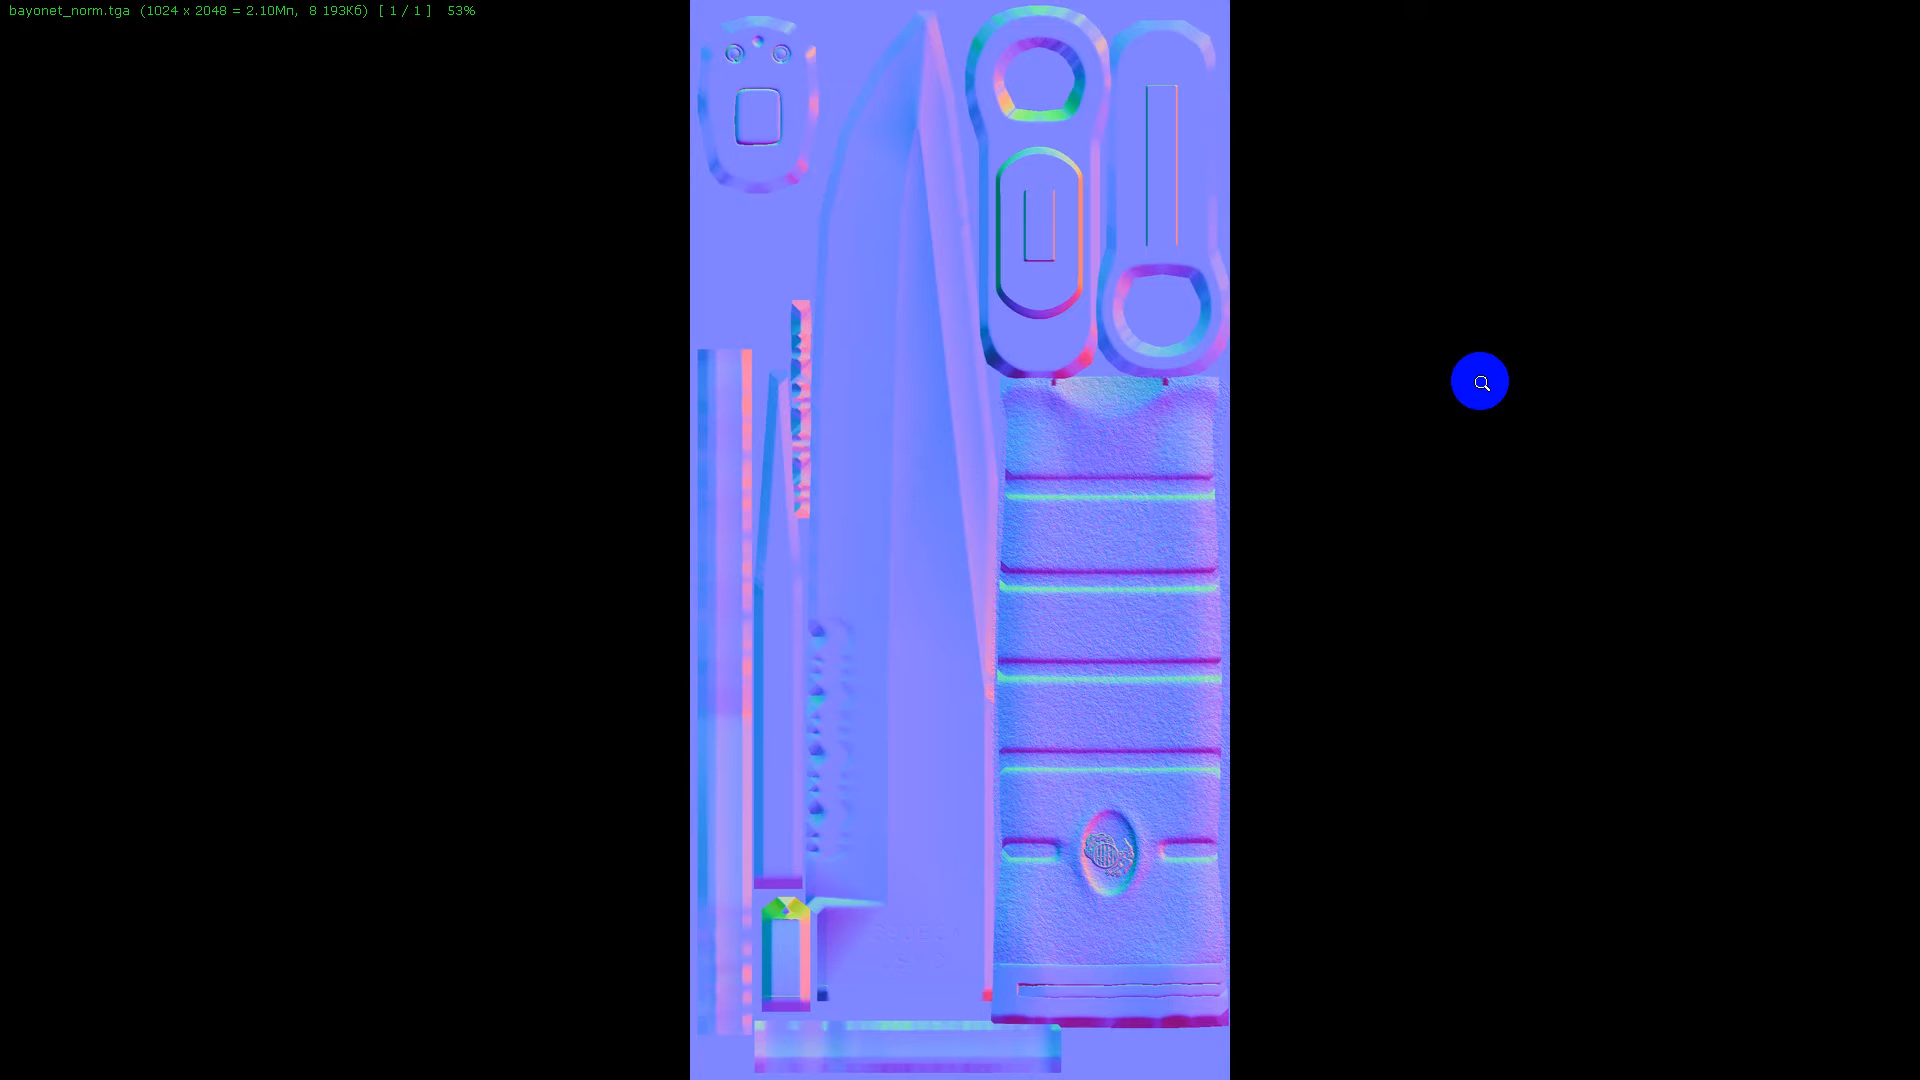 bayonet_norm.tga (1024 x 2048 = 2.10Мп, 8 193Кб) [ 1 / 1 ] 53%